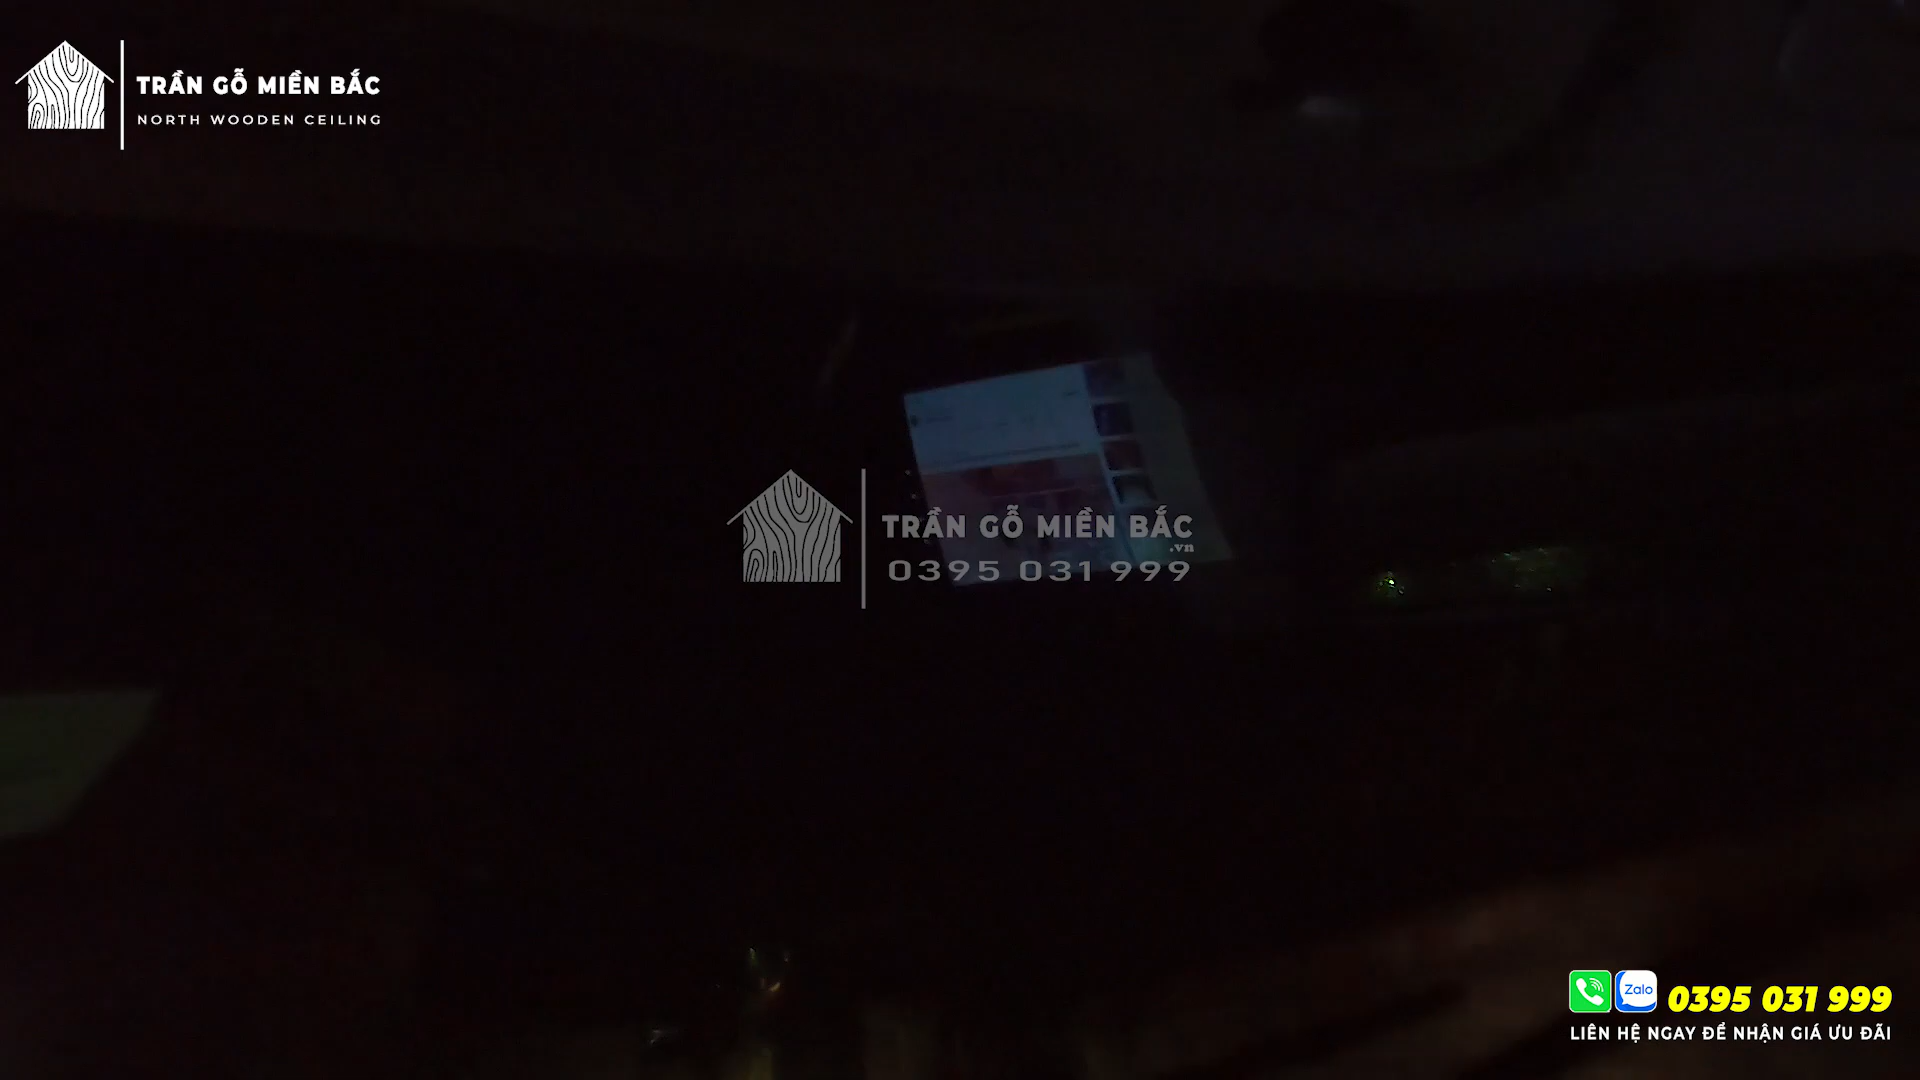 TRẦN GỖ MIỀN BẮC
NORTH WOODEN CEILING
TRẦN GỖ MIỀN BẮC
.vn
0395 031 999
Zalo
0395 031 999
LIÊN HỆ NGAY ĐỂ NHẬN GIÁ ƯU ĐÃI